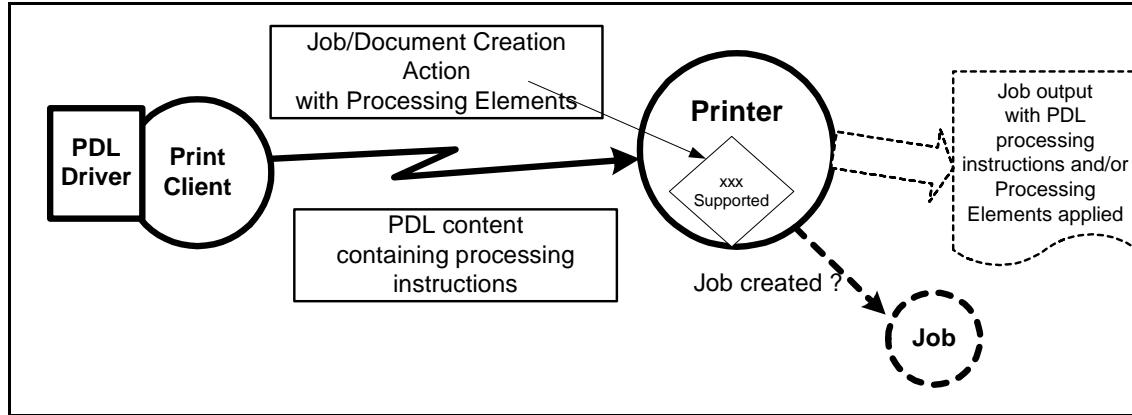 Job/Document Creation
Action
with Processing Elements
PDL
Driver
Print
Client
Printer
xxx
Supported
Job output
with PDL
processing
instructions and/or
Processing
Elements applied
PDL content
containing processing
instructions
Job created ?
Job